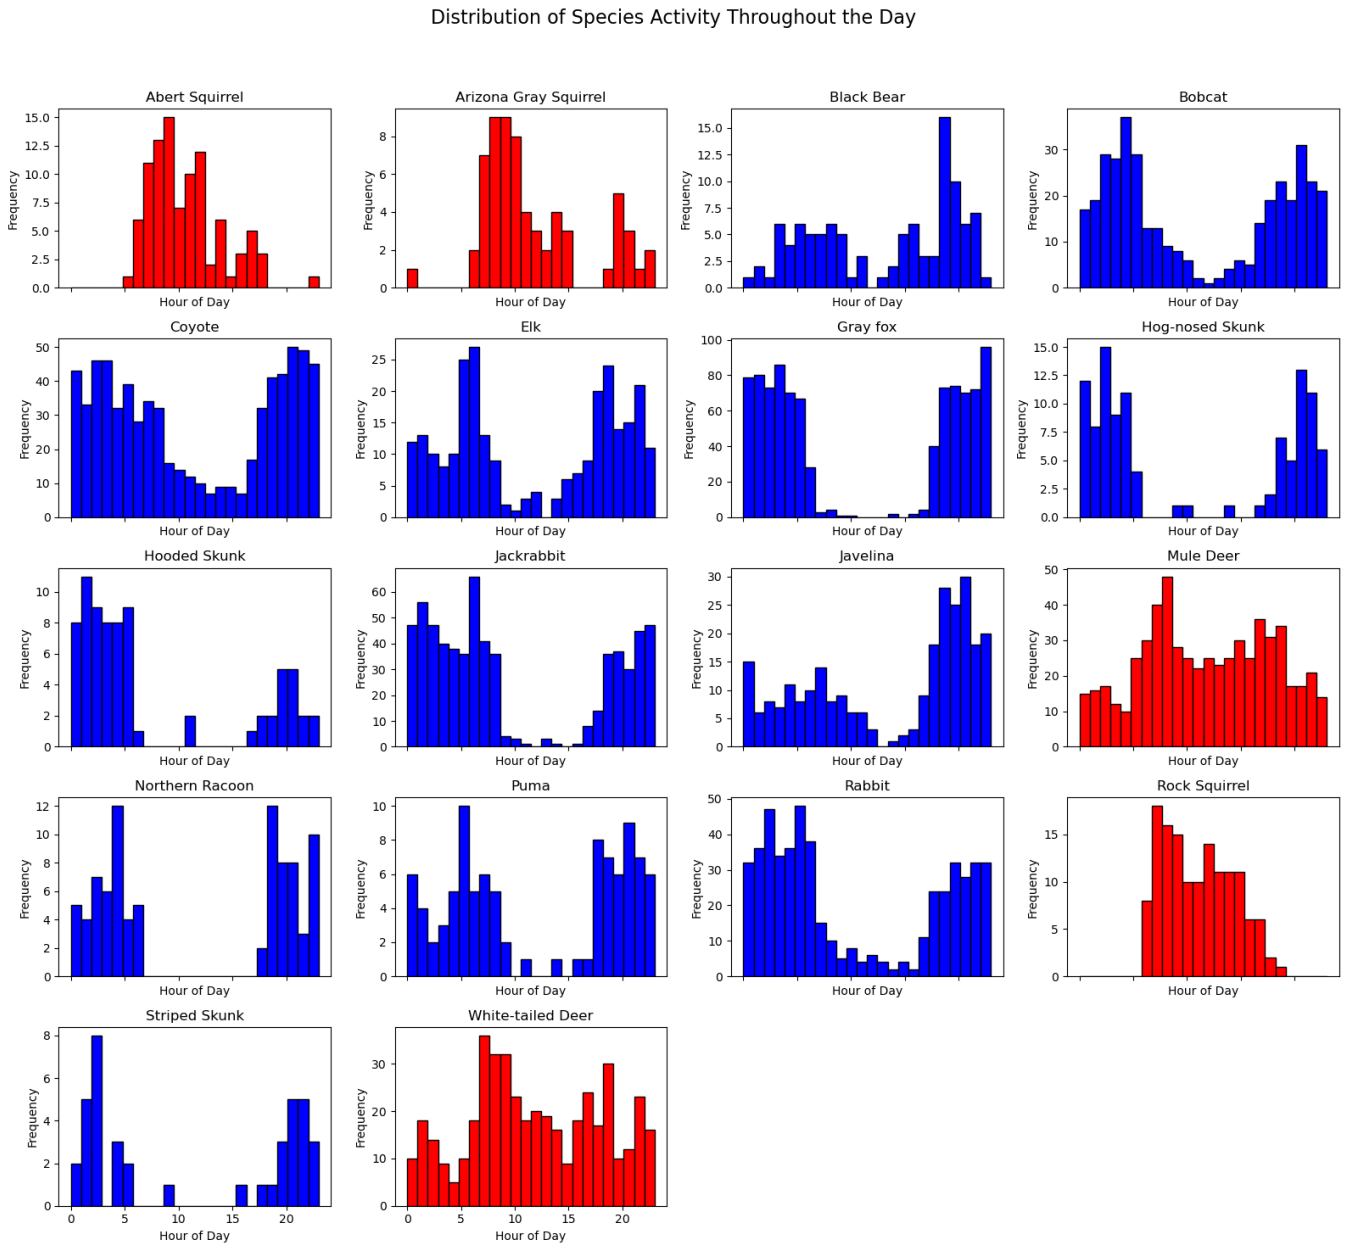 Distribution of Species Activity Throughout the Day
Abert Squirrel
Arizona Gray Squirrel
Black Bear
Bobcat
15.0
12.5
10.0
7.5
5.0
2.5
0.0
Frequency
Hour of Day
8
6
4
2
0
Frequency
Hour of Day
15.0
12.5
10.0
7.5
5.0
2.5
0.0
Frequency
Hour of Day
30
20
10
0
Frequency
Hour of Day
Coyote
Elk
Gray fox
Hog-nosed Skunk
50
40
30
20
10
0
Frequency
Hour of Day
25
20
15
10
5
0
Frequency
Hour of Day
100
80
60
40
20
0
Frequency
Hour of Day
15.0
12.5
10.0
7.5
5.0
2.5
0.0
Frequency
Hour of Day
Hooded Skunk
Jackrabbit
Javelina
Mule Deer
10
8
6
4
2
0
Frequency
Hour of Day
60
50
40
30
20
10
0
Frequency
Hour of Day
30
25
20
15
10
5
0
Frequency
Hour of Day
50
40
30
20
10
0
Frequency
Hour of Day
Northern Racoon
Puma
Rabbit
Rock Squirrel
12
10
8
6
4
2
0
Frequency
Hour of Day
10
8
6
4
2
0
Frequency
Hour of Day
50
40
30
20
10
0
Frequency
Hour of Day
15
10
5
0
Frequency
Hour of Day
Striped Skunk
White-tailed Deer
8
6
4
2
0
Frequency
0 5 10 15 20
Hour of Day
30
20
10
0
Frequency
0 5 10 15 20
Hour of Day